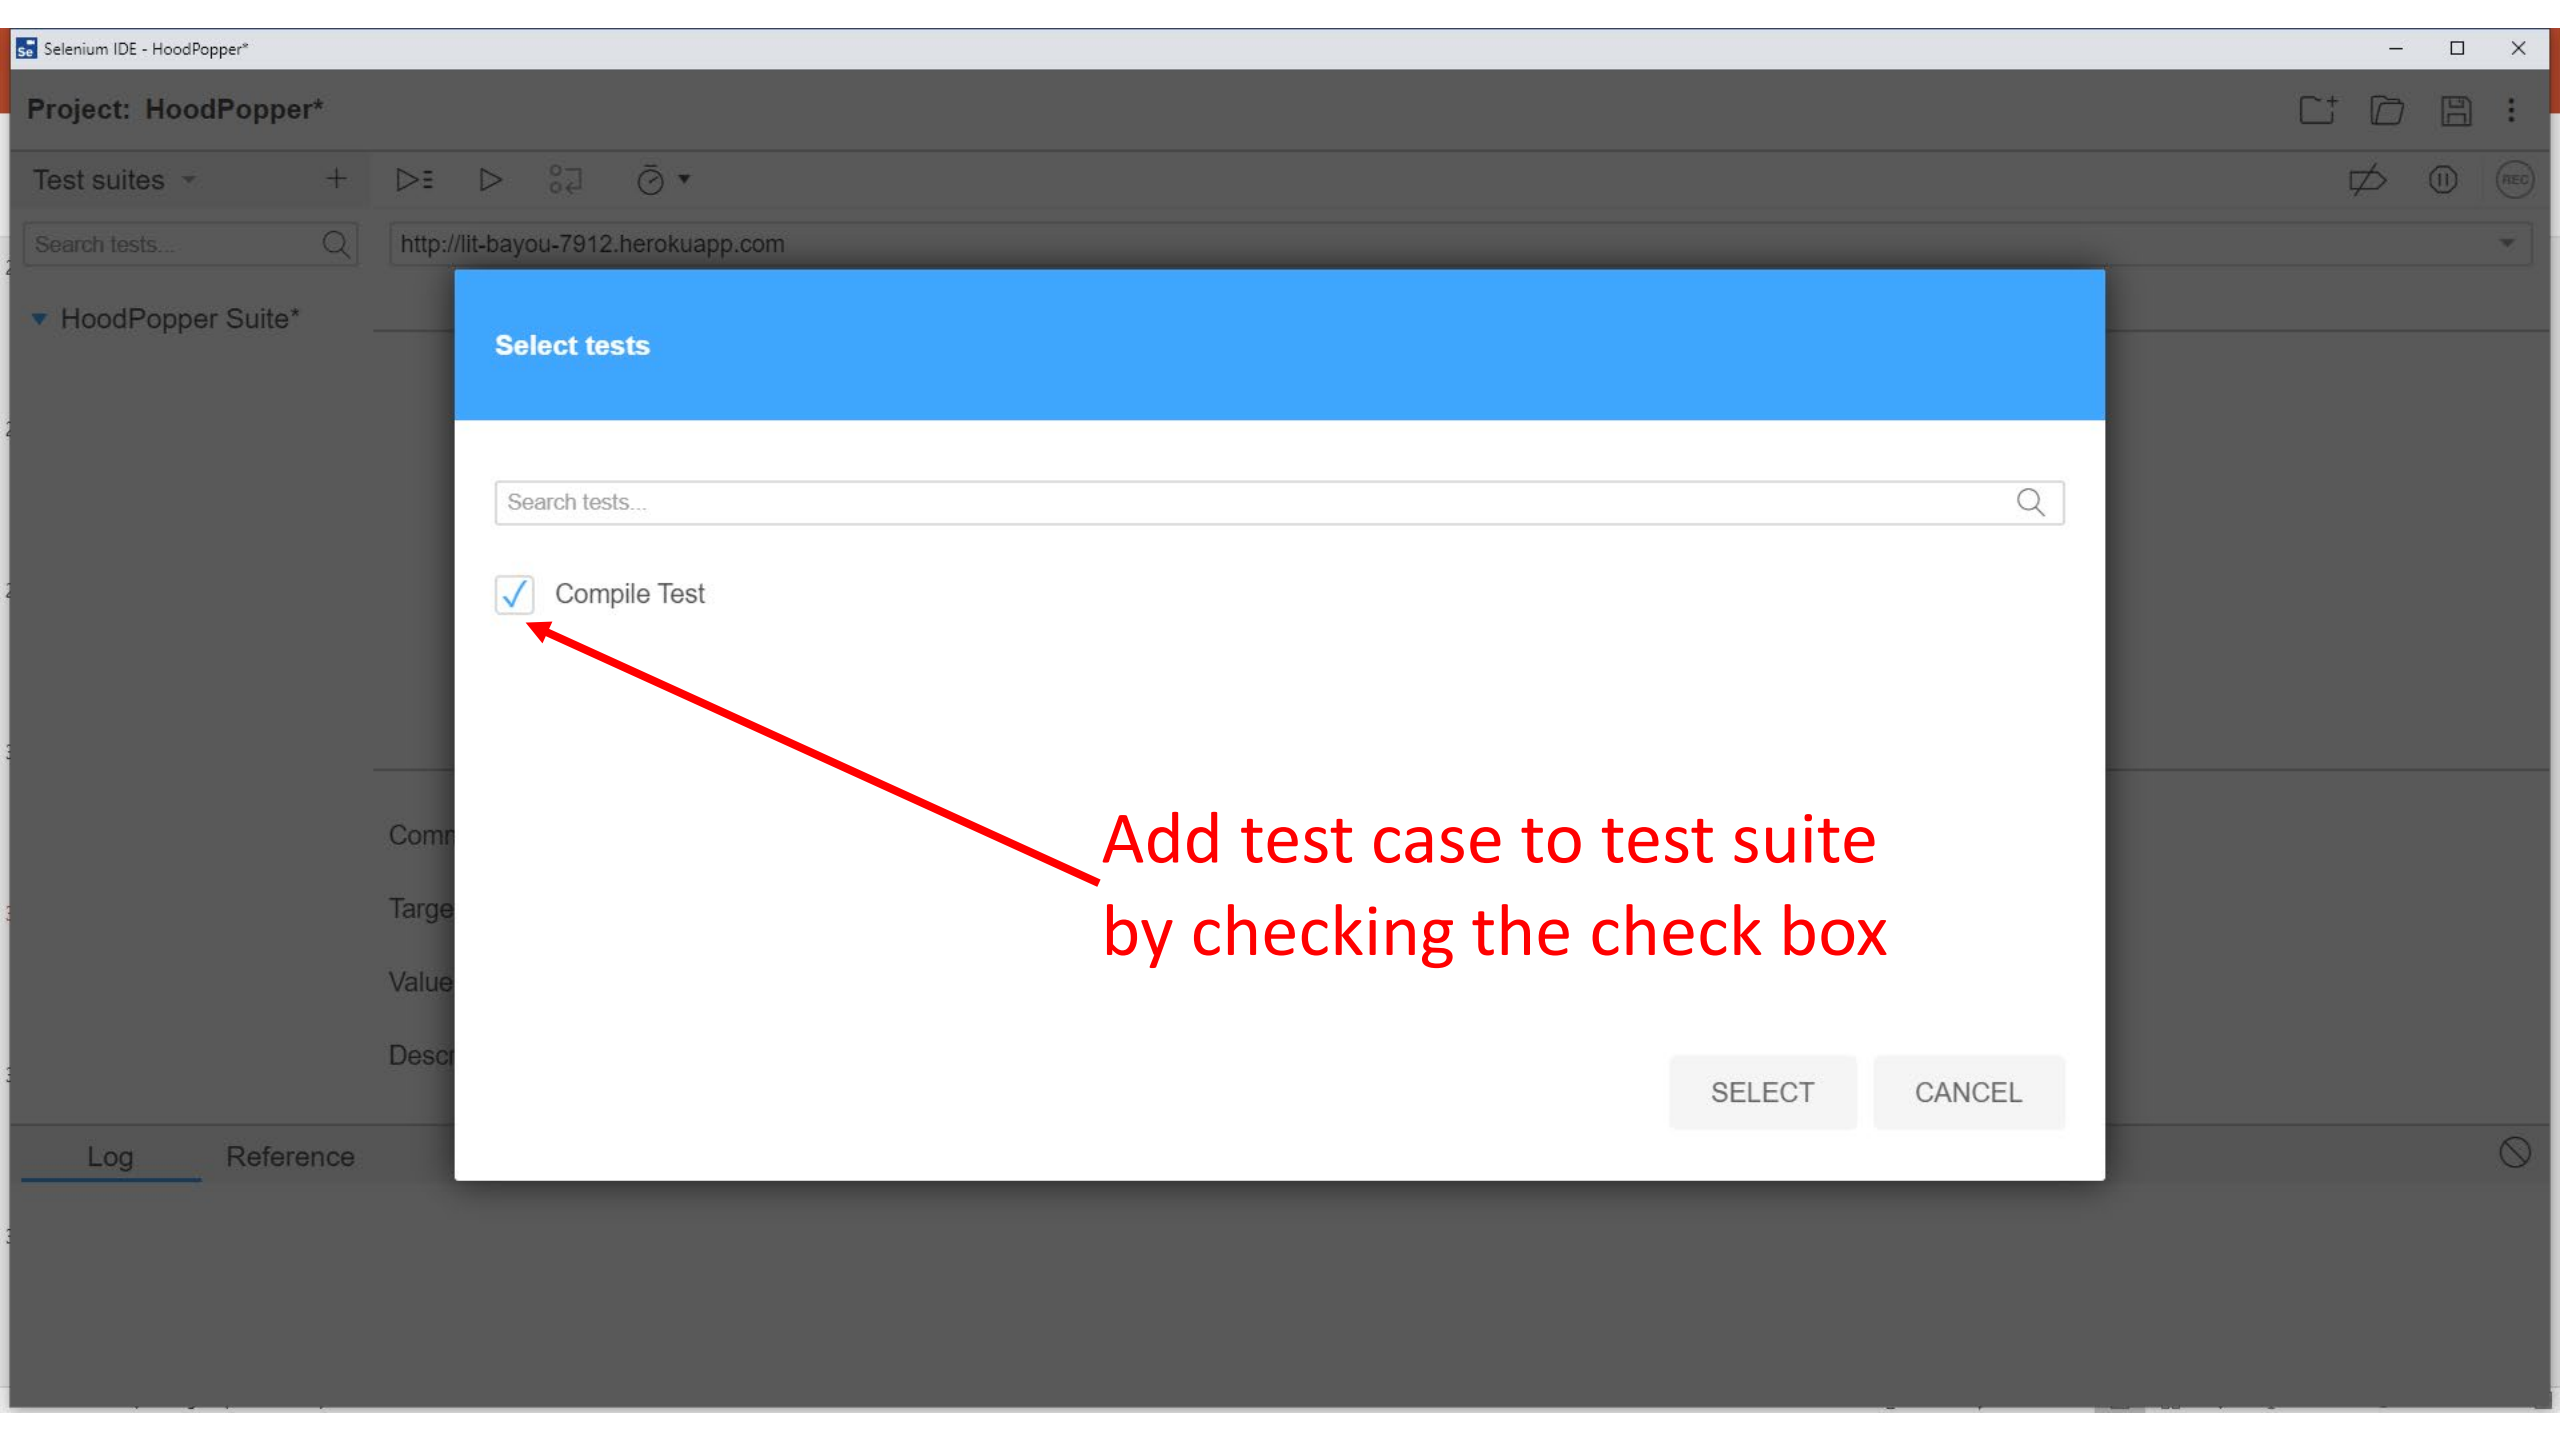 Selenium IDE - HoodPopper*
Project: HoodPopper*
Test suites
REC
Search tests...
http://lit-bayou-7912.herokuapp.com
HoodPopper Suite*
Select tests
Search tests...
Compile Test
Add test case to test suite
by checking the check box
SELECT
CANCEL
Log
Reference